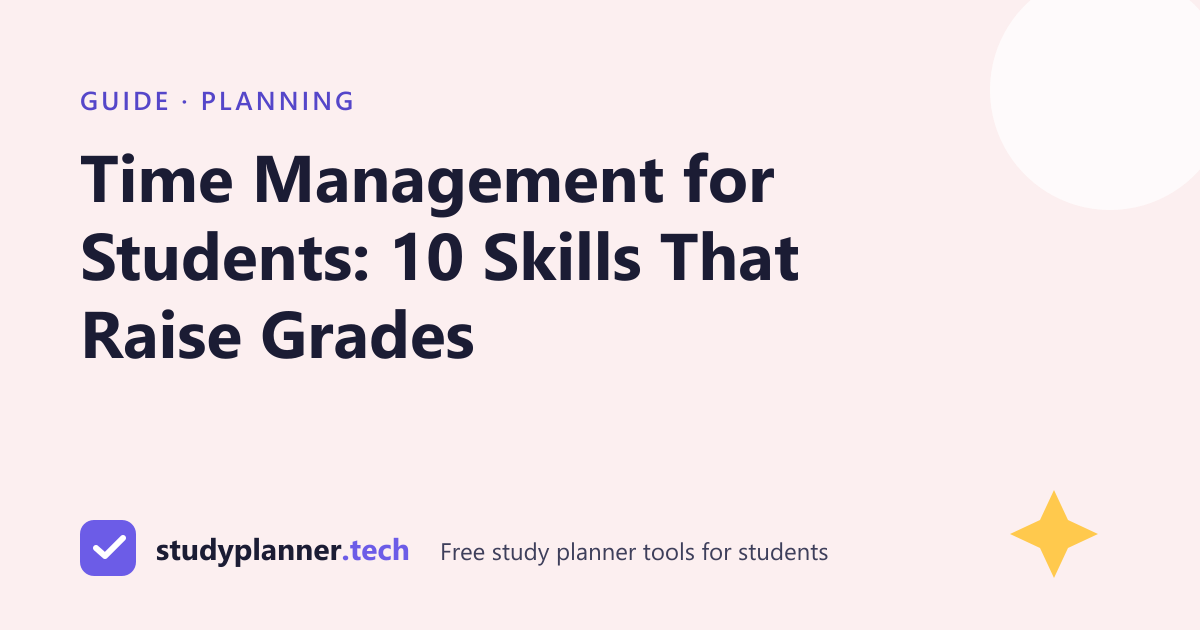 GUIDE · PLANNING
Time Management for
Students: 10 Skills That
Raise Grades
studyplanner.tech Free study planner tools for students